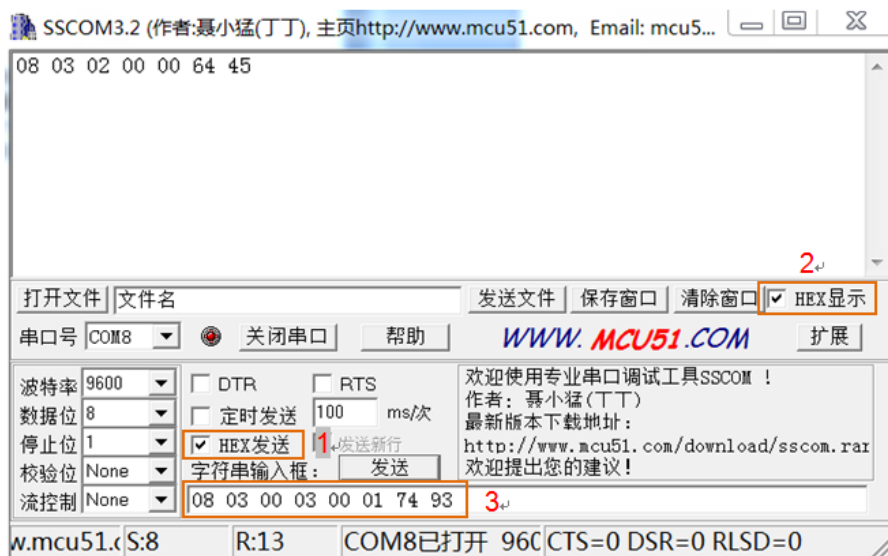 SSCOM3.2 (作者:聂小猛(丁丁), 主页http://www.mcu51.com, Email: mcu5...
08 03 02 00 00 64 45
2
打开文件 文件名 发送文件 保存窗口 清除窗口 HEX显示
串口号 COM8 关闭串口 帮助 WWW. MCU51.COM 扩展
波特率 9600 DTR RTS
数据位 8 定时发送 100 ms/次
停止位 1 HEX发送 1 发送新行
校验位 None 字符串输入框: 发送
流控制 None 08 03 00 03 00 01 74 93 3
欢迎使用专业串口调试工具SSCOM !
作者: 聂小猛(丁丁)
最新版本下载地址:
http://www.mcu51.com/download/sscom.rar
欢迎提出您的建议!
w.mcu51.c S:8 R:13 COM8已打开 960 CTS=0 DSR=0 RLSD=0